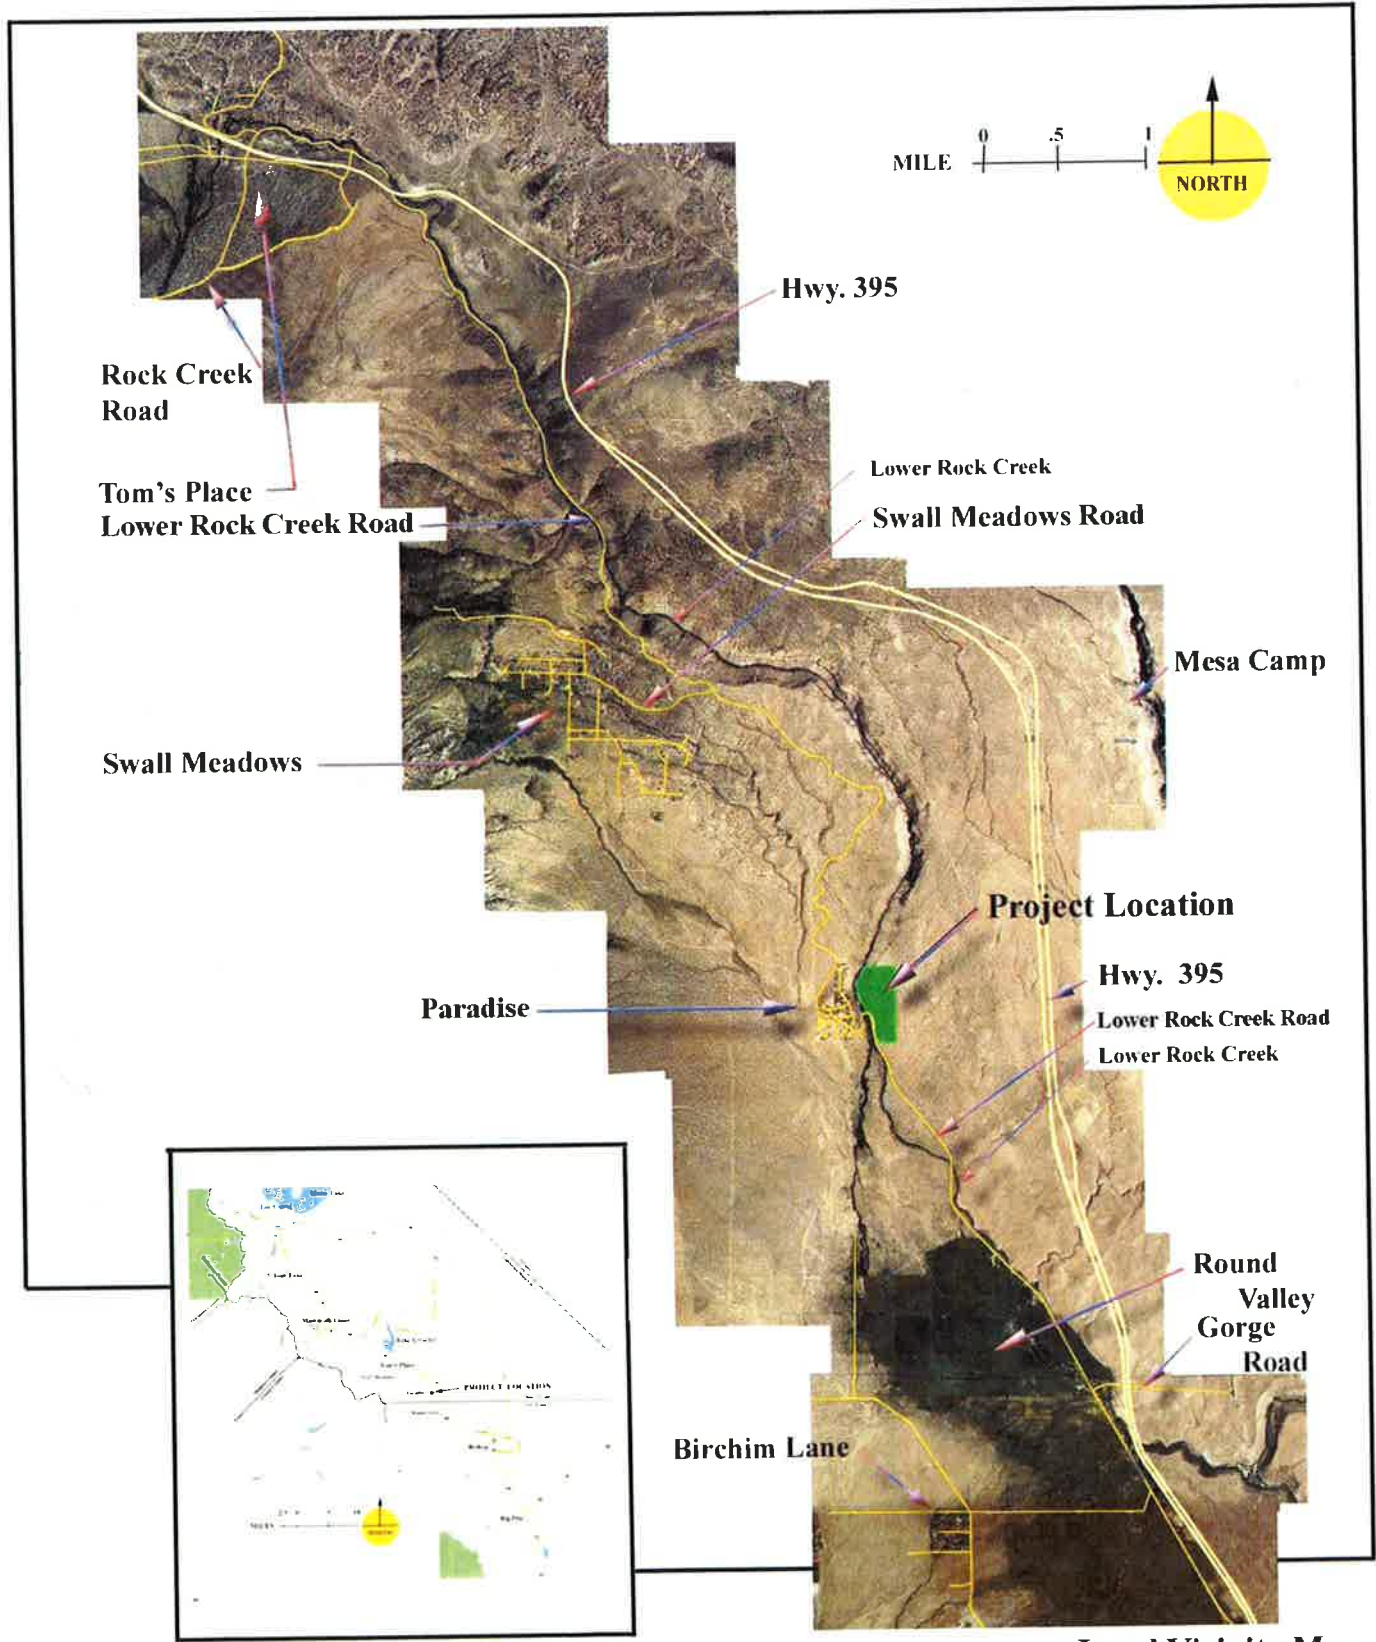 0 .5 1
MILE
NORTH
Hwy. 395
Rock Creek
Road
Lower Rock Creek
Tom's Place
Swall Meadows Road
Lower Rock Creek Road
Mesa Camp
Swall Meadows
Project Location
Hwy. 395
Paradise
Lower Rock Creek Road
Lower Rock Creek
Round
Valley
Gorge
Road
PROJECT LOCATION
Birchim Lane